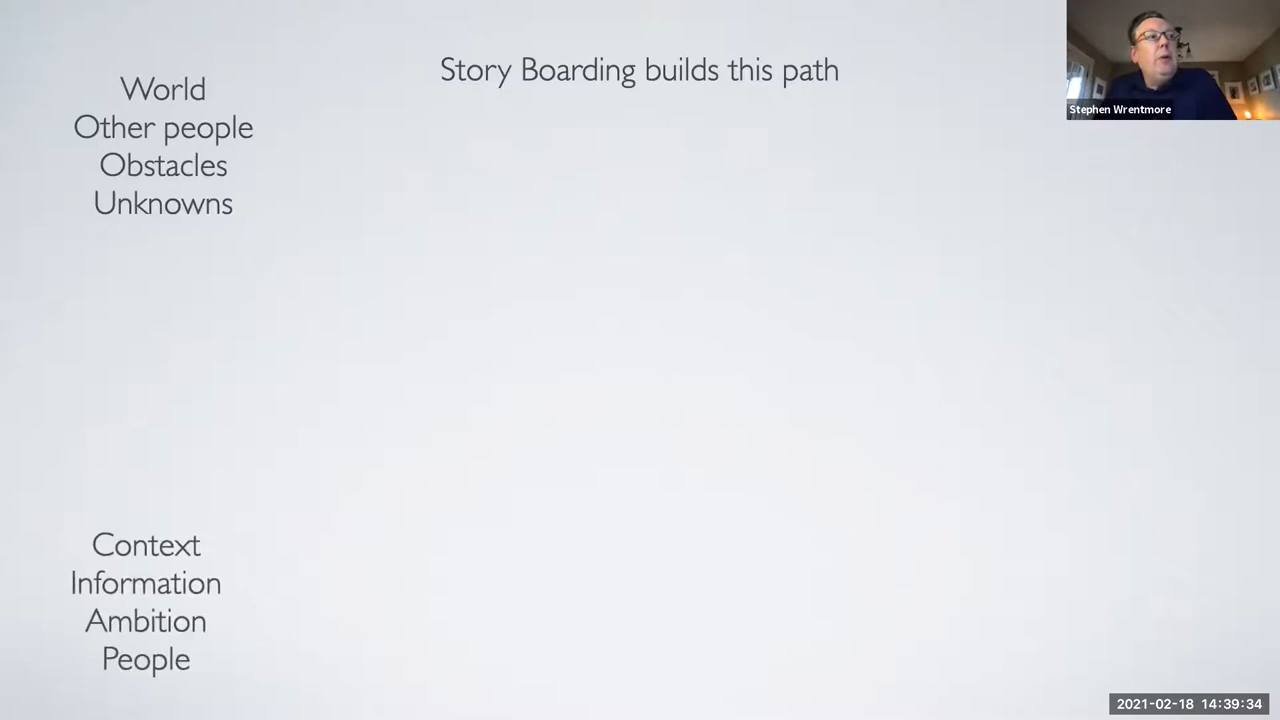 Story Boarding builds this path
World
Other people
Obstacles
Unknowns
Context
Information
Ambition
People
Stephen Wrentmore
2021-02-18 14:39:34